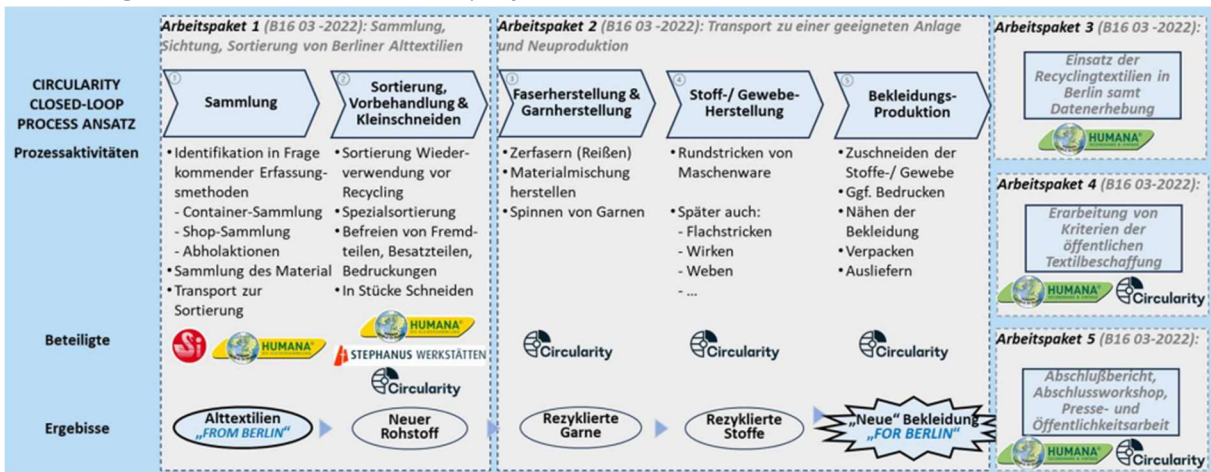 Arbeitspaket 1 (B16 03 -2022): Sammlung,
Sichtung, Sortierung von Berliner Alttextilien
Arbeitspaket 2 (B16 03 -2022): Transport zu einer geeigneten Anlage
und Neuproduktion
CIRCULARITY
CLOSED-LOOP
PROCESS ANSATZ
1
Sammlung
2
Sortierung,
Vorbehandlung &
Kleinschneiden
3
Faserherstellung &
Garnherstellung
4
Stoff-/ Gewebe-
Herstellung
5
Bekleidungs-
Produktion
Prozessaktivitäten
• Identifikation in Frage
kommender Erfassung-
methoden
- Container-Sammlung
- Shop-Sammlung
- Abholaktionen
• Sammlung des Material
• Transport zur
Sortierung
• Sortierung Wieder-
verwendung vor
Recycling
• Spezialsortierung
• Befreien von Fremd-
teilen, Besatzteilen,
Bedruckungen
• In Stücke Schneiden
• Zerfasern (Reißen)
• Materialmischung
herstellen
• Spinnen von Garnen
• Rundstricken von
Maschenware
• Später auch:
- Flachstricken
- Wirken
- Weben
- ...
• Zuschneiden der
Stoffe-/ Gewebe
• Ggf. Bedrucken
• Nähen der
Bekleidung
• Verpacken
• Ausliefern
Beteiligte
Si
HUMANA
HUMANA
STEPHANUS WERKSTÄTTEN
Circularity
Circularity
Circularity
Circularity
Ergebisse
Alttextilien
„FROM BERLIN“
Neuer
Rohstoff
Rezyklierte
Garne
Rezyklierte
Stoffe
„Neue“ Bekleidung
„FOR BERLIN“
Arbeitspaket 3 (B16 03-2022):
Einsatz der
Recyclingtextilien in
Berlin samt
Datenerhebung
HUMANA
Arbeitspaket 4 (B16 03-2022):
Erarbeitung von
Kriterien der
öffentlichen
Textilbeschaffung
HUMANA
Circularity
Arbeitspaket 5 (B16 03-2022):
Abschlußbericht,
Abschlussworkshop,
Presse- und
Öffentlichkeitsarbeit
HUMANA
Circularity